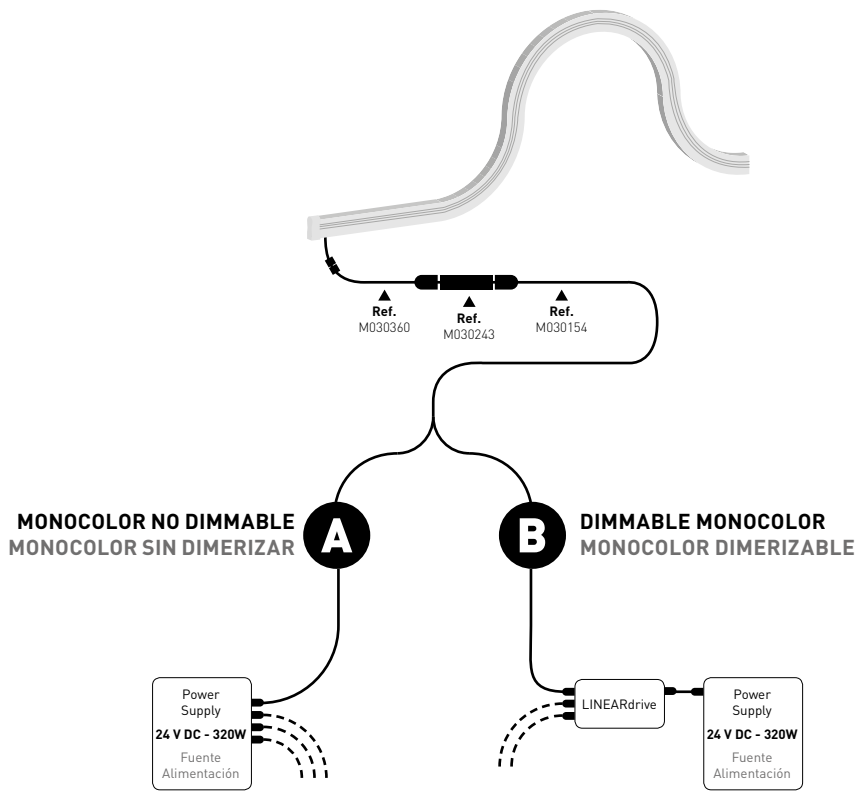 Ref.
M030360
Ref.
M030243
Ref.
M030154
MONOCOLOR NO DIMMABLE
MONOCOLOR SIN DIMERIZAR
A
B
DIMMABLE MONOCOLOR
MONOCOLOR DIMERIZABLE
Power
Supply
24 V DC - 320W
Fuente
Alimentación
LINEARdrive
Power
Supply
24 V DC - 320W
Fuente
Alimentación